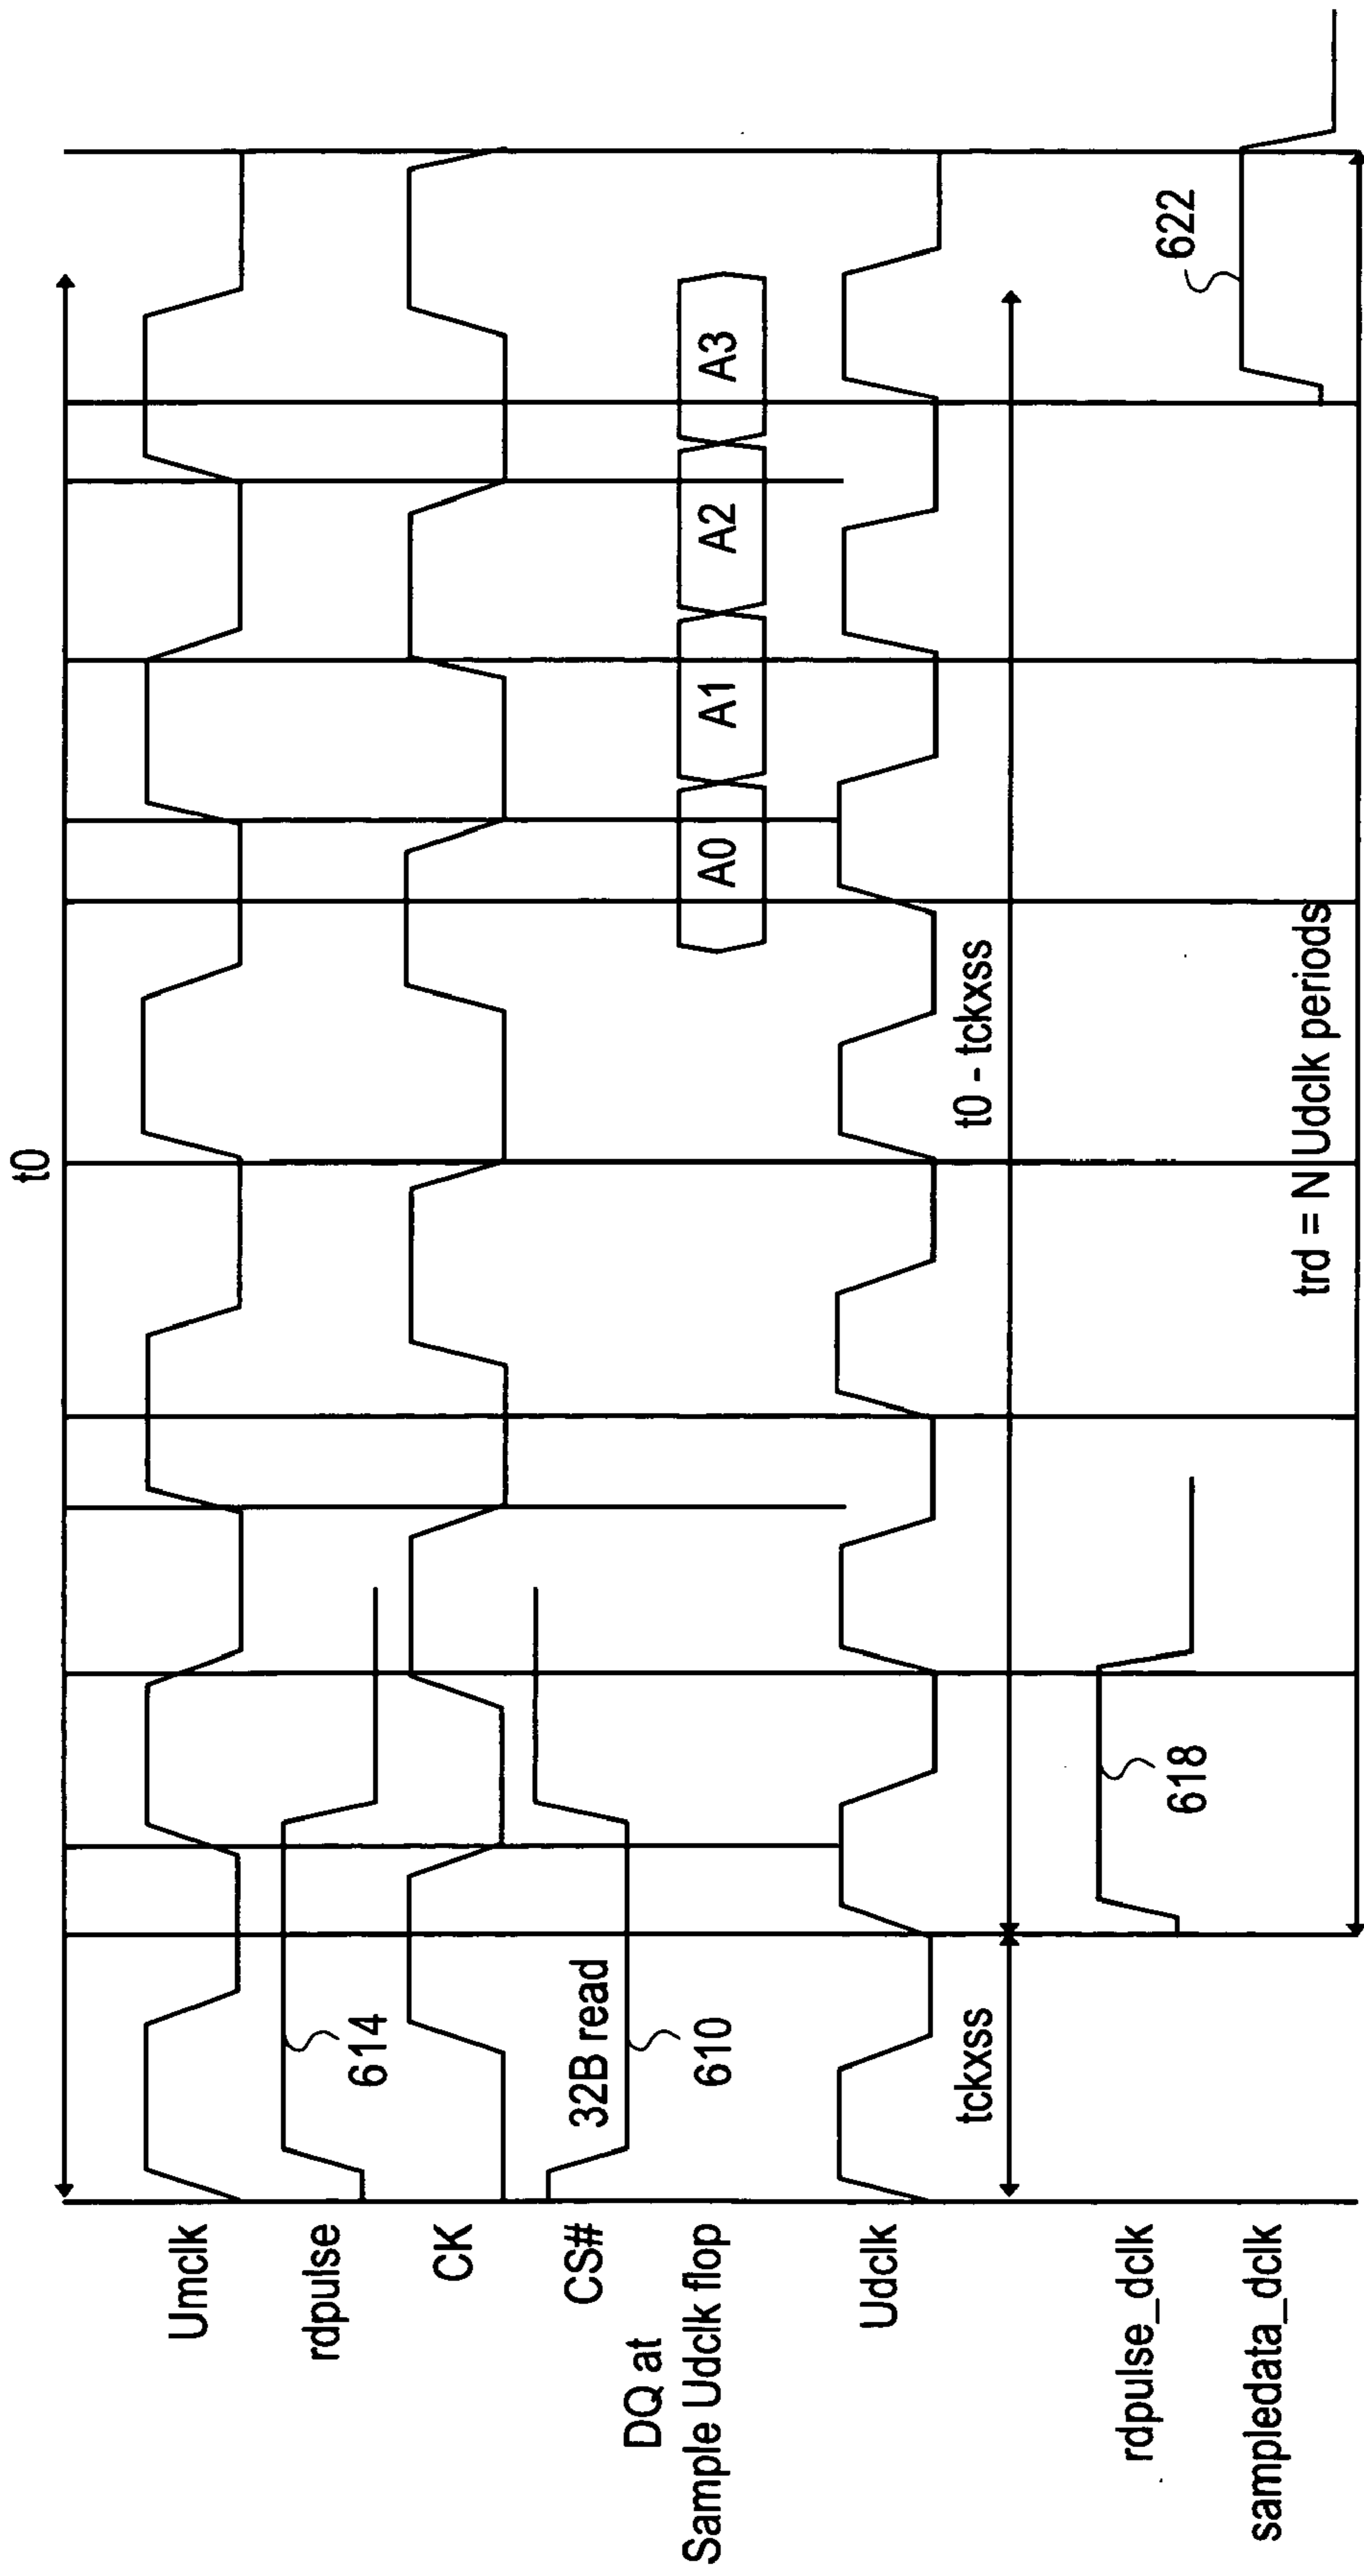 t0
Umclk
rdpulse
614
CK
CS#
32B read
610
DQ at
Sample Udclk flop
A0
A1
A2
A3
Udclk
tckxss
t0 - tckxss
rdpulse_dclk
618
sampledata_dclk
622
trd = N Udclk periods